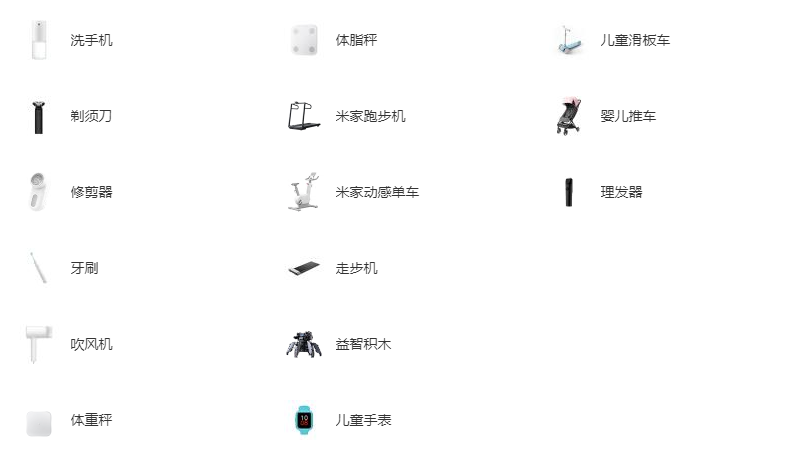 洗手机
剃须刀
修剪器
牙刷
吹风机
体重秤
体脂秤
米家跑步机
米家动感单车
走步机
益智积木
儿童手表
10
08
儿童滑板车
婴儿推车
理发器